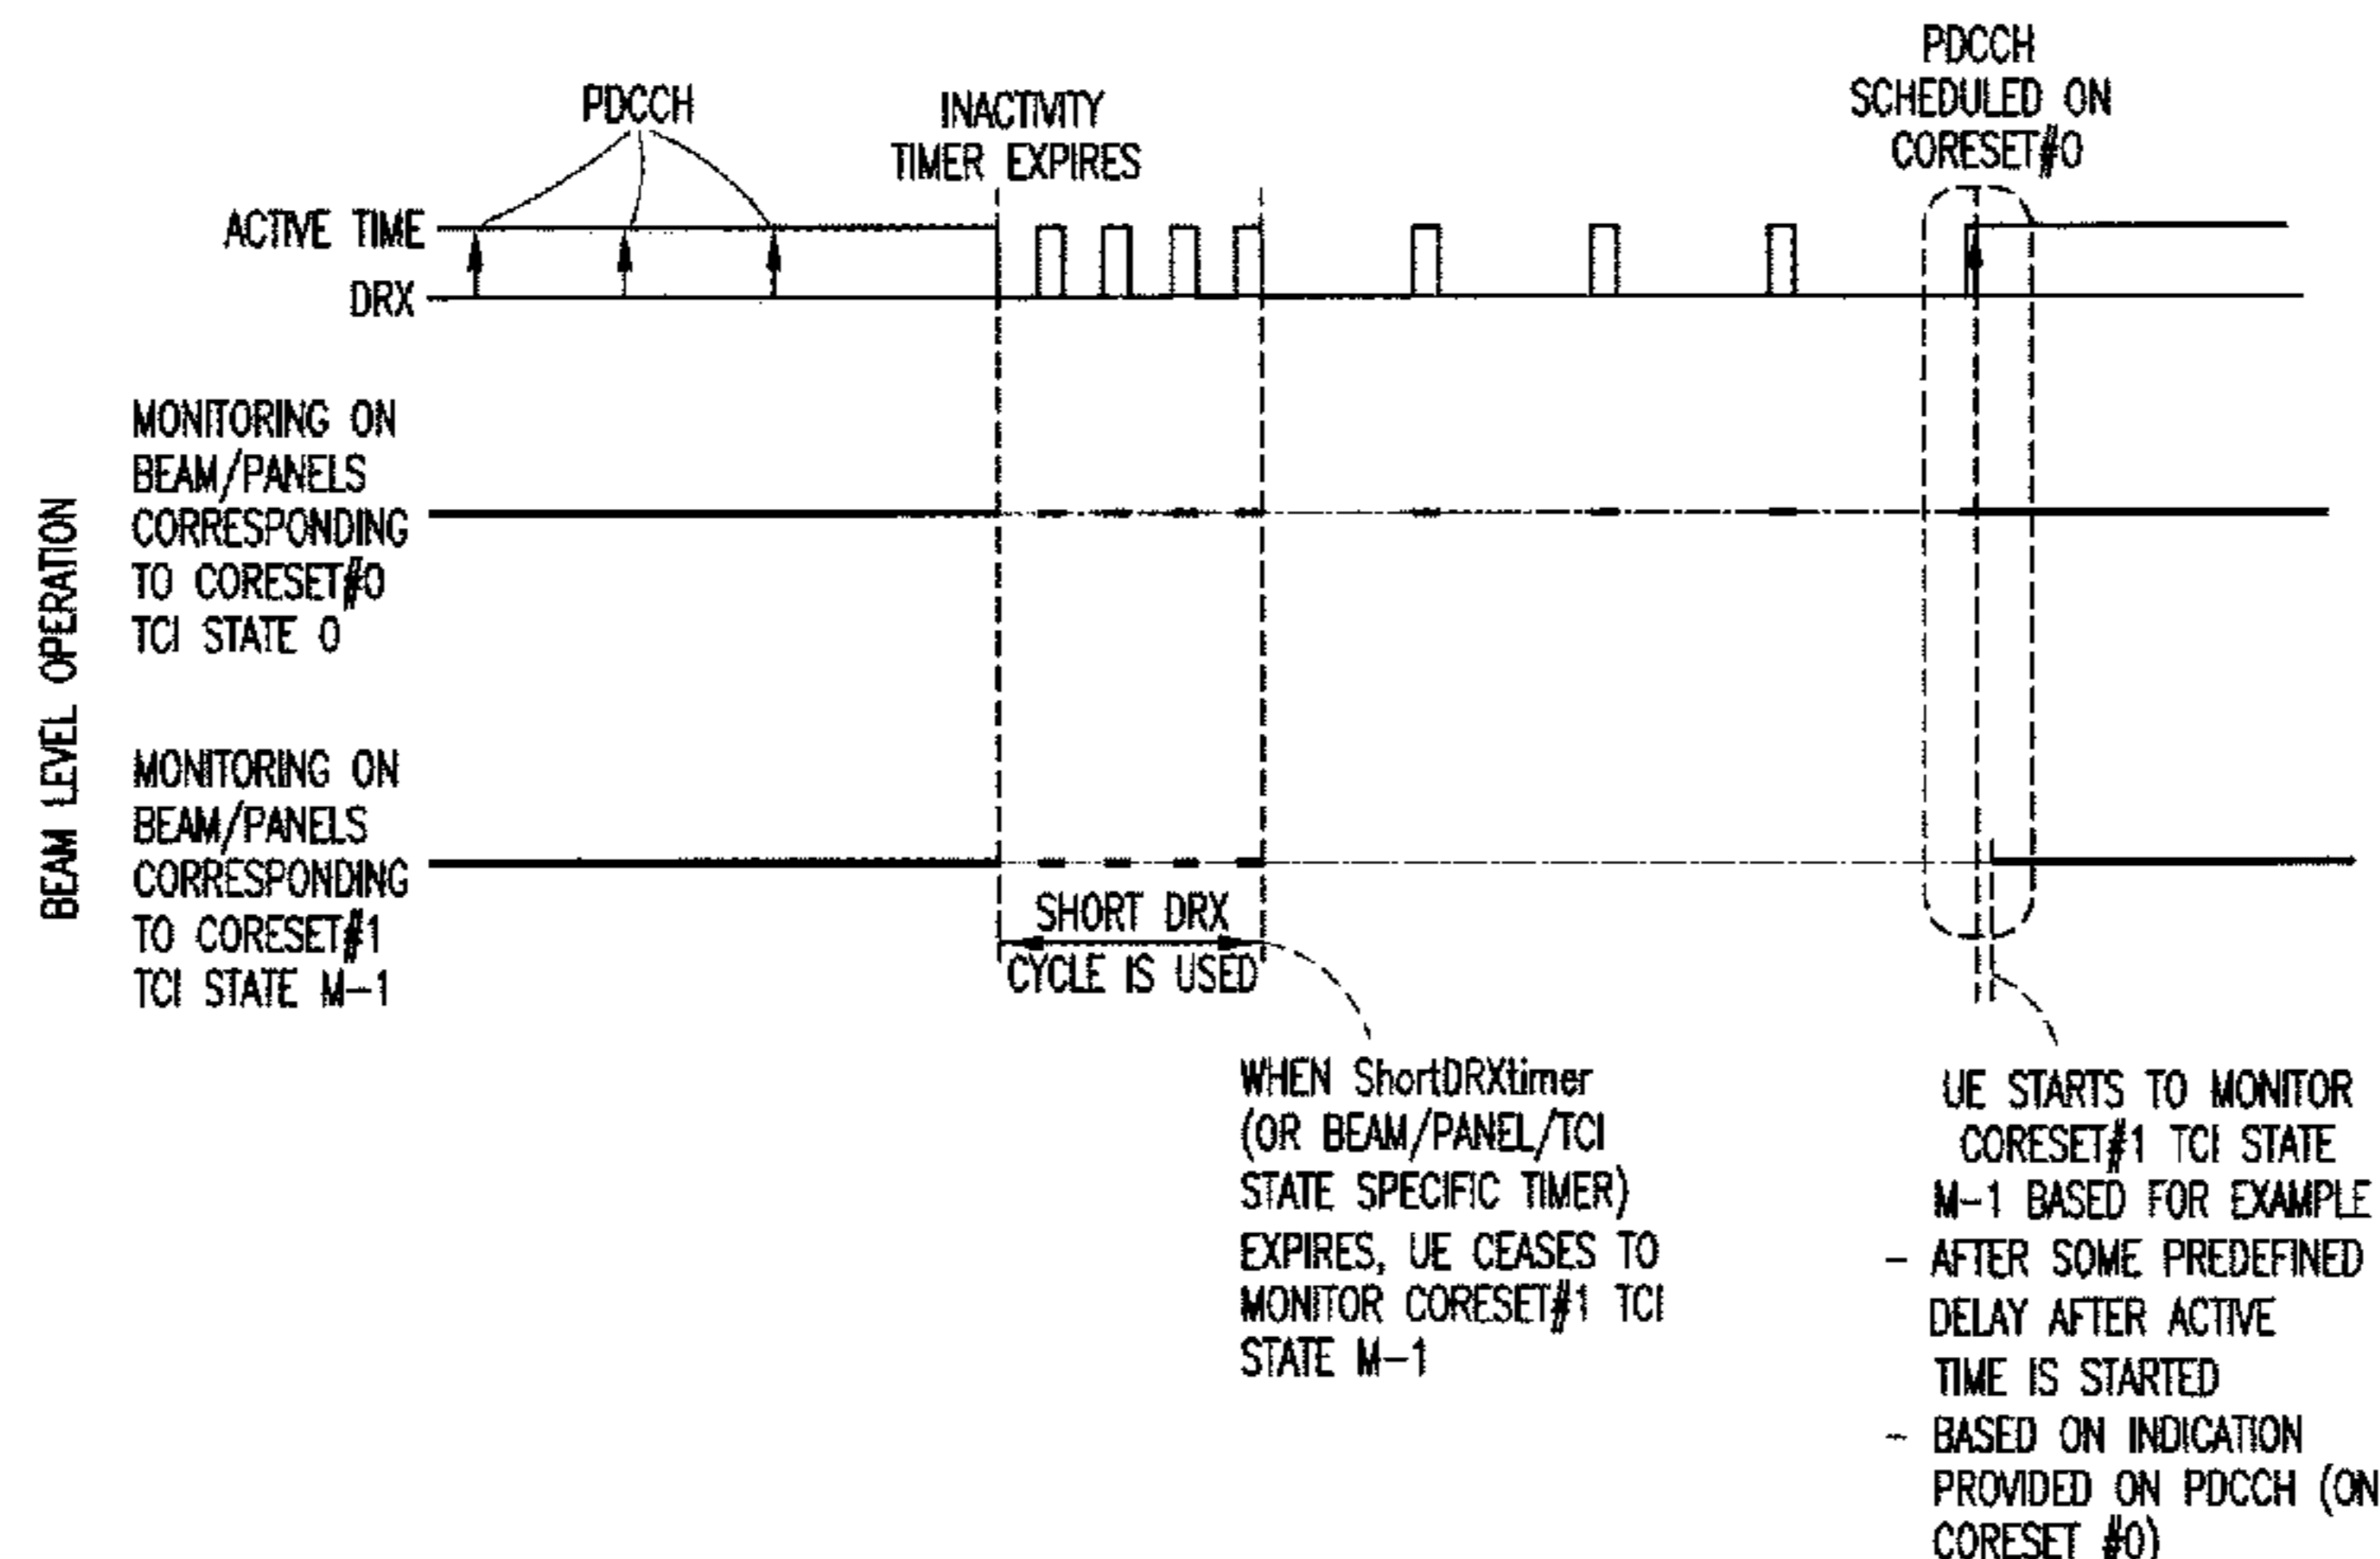 PDCCH
INACTIVITY
TIMER EXPIRES
PDCCH
SCHEDULED ON
CORESET#0
ACTIVE TIME
DRX
BEAM LEVEL OPERATION
MONITORING ON
BEAM/PANELS
CORRESPONDING
TO CORESET#0
TCI STATE 0
MONITORING ON
BEAM/PANELS
CORRESPONDING
TO CORESET#1
TCI STATE M-1
SHORT DRX
CYCLE IS USED
WHEN ShortDRXtimer
(OR BEAM/PANEL/TCI
STATE SPECIFIC TIMER)
EXPIRES, UE CEASES TO
MONITOR CORESET#1 TCI
STATE M-1
UE STARTS TO MONITOR
CORESET#1 TCI STATE
M-1 BASED FOR EXAMPLE
- AFTER SOME PREDEFINED
DELAY AFTER ACTIVE
TIME IS STARTED
- BASED ON INDICATION
PROVIDED ON PDCCH (ON
CORESET #0)